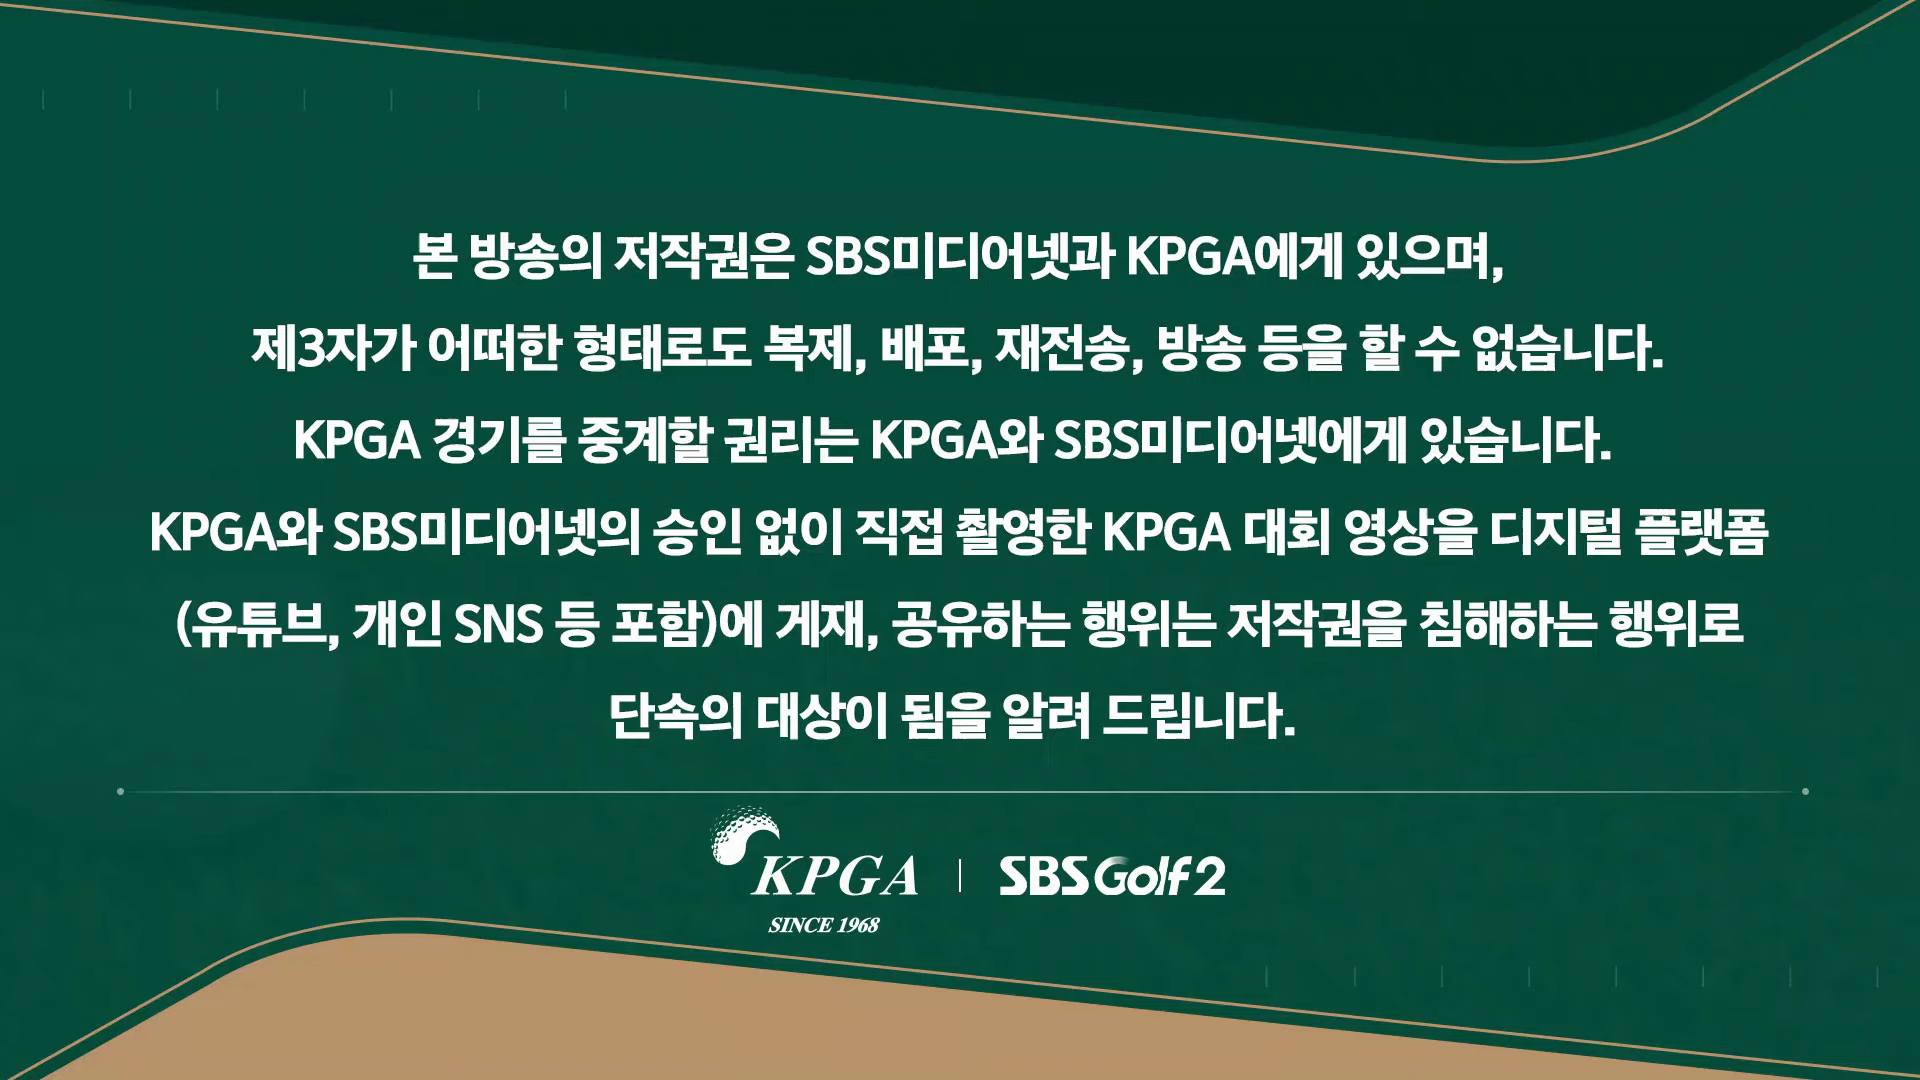 본 방송의 저작권은 SBS미디어넷과 KPGA에게 있으며,
제3자가 어떠한 형태로도 복제, 배포, 재전송, 방송 등을 할 수 없습니다.
KPGA 경기를 중계할 권리는 KPGA와 SBS미디어넷에게 있습니다.
KPGA와 SBS미디어넷의 승인 없이 직접 촬영한 KPGA 대회 영상을 디지털 플랫폼
(유튜브, 개인 SNS 등 포함)에 게재, 공유하는 행위는 저작권을 침해하는 행위로
단속의 대상이 됨을 알려 드립니다.
KPGA
SINCE 1968
SBS Golf 2